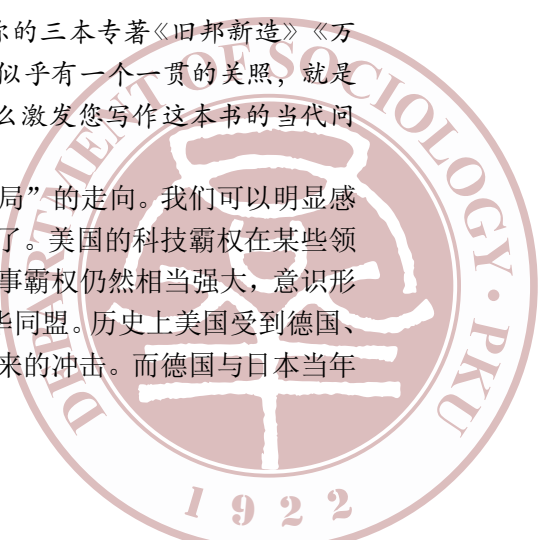 你的三本专著《旧邦新造》《万
似乎有一个一贯的关照，就是
么激发您写作这本书的当代问
局”的走向。我们可以明显感
了。美国的科技霸权在某些领
事霸权仍然相当强大，意识形
华同盟。历史上美国受到德国、
来的冲击。而德国与日本当年
DEPARTMENT OF SOCIOLOGY · PKU
1922